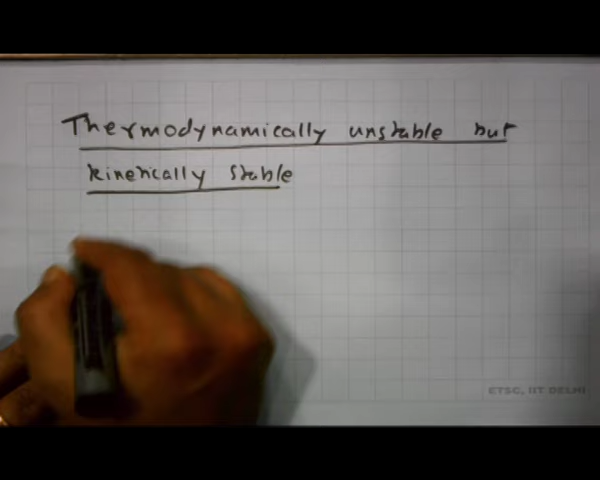 Thermodynamically unstable but
kinetically stable
ETSC, IIT DELHI